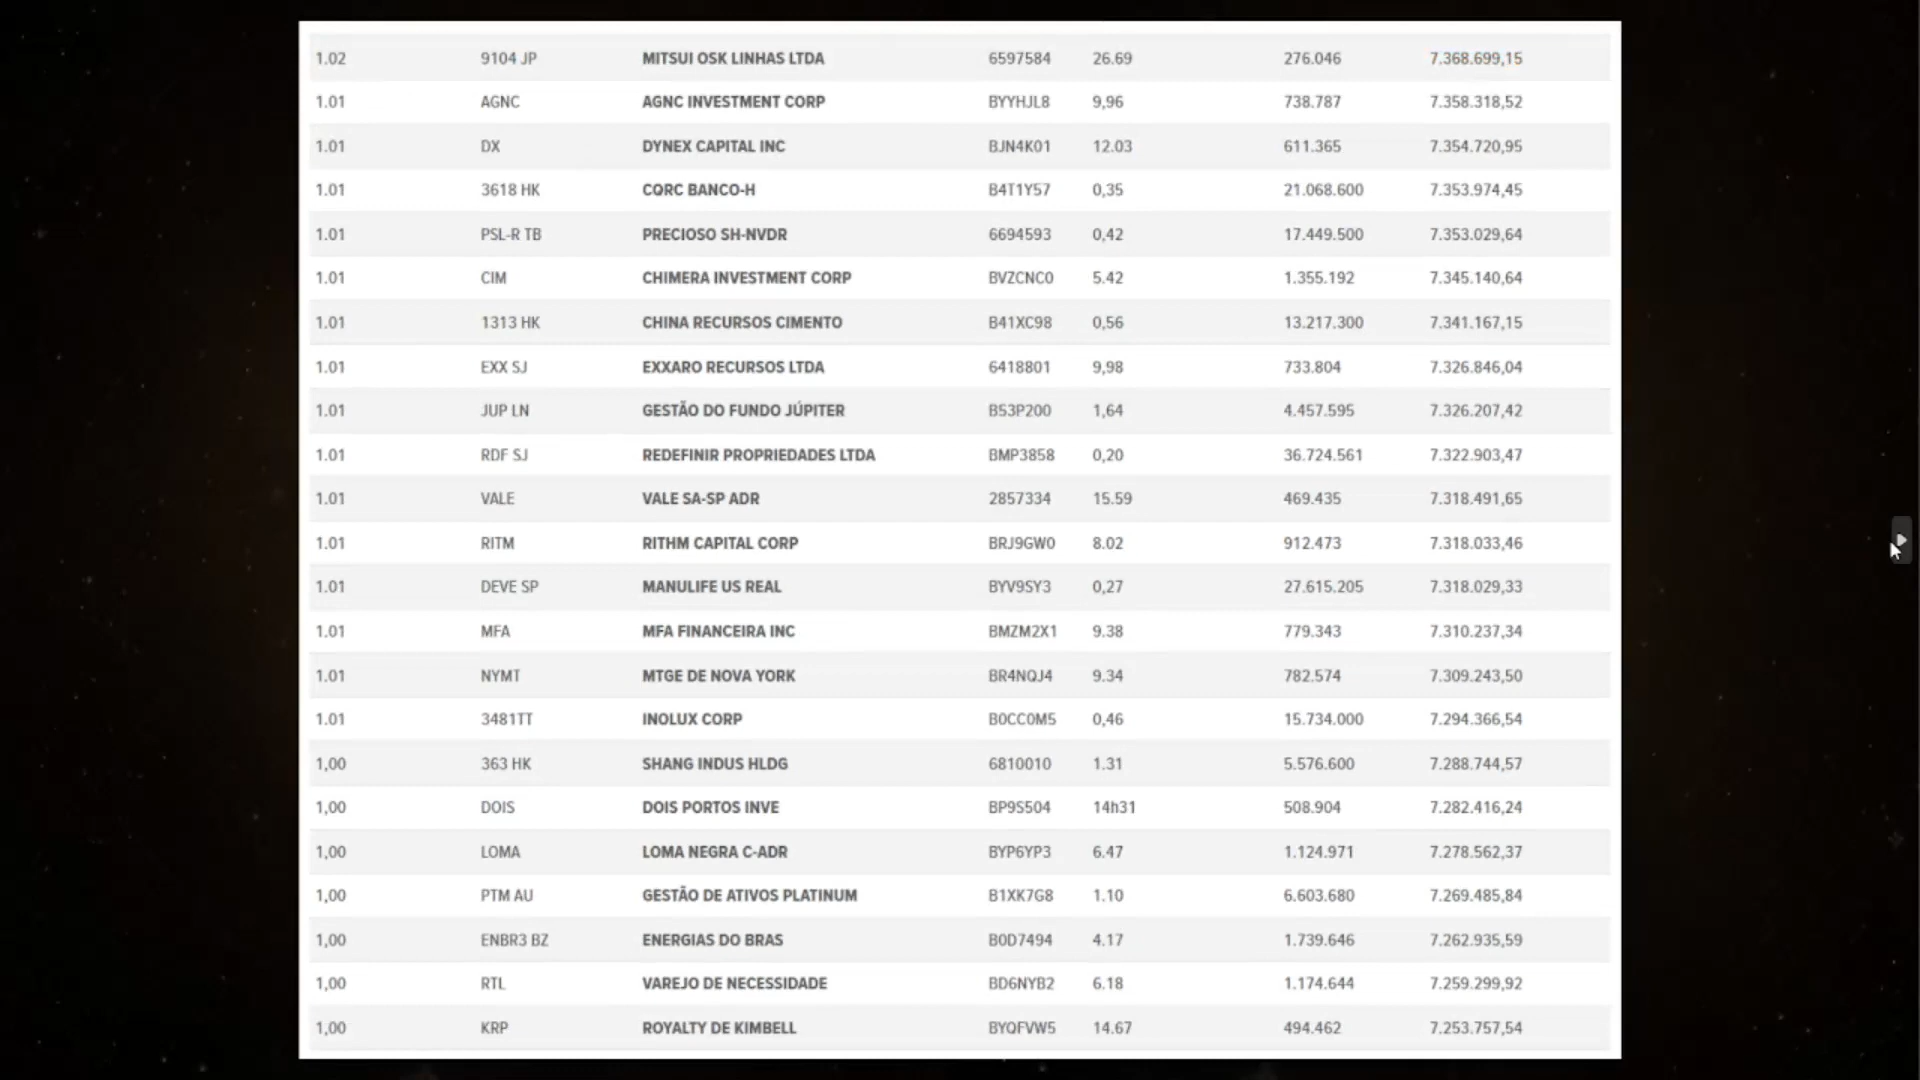 1.02 9104 JP MITSUI OSK LINHAS LTDA 6597584 26.69 276.046 7.368.699,15
1.01 AGNC AGNC INVESTMENT CORP BYYHJL8 9,96 738.787 7.358.318,52
1.01 DX DYNEX CAPITAL INC BJN4K01 12.03 611.365 7.354.720,95
1.01 3618 HK CQRC BANCO-H B4T1Y57 0,35 21.068.600 7.353.974,45
1.01 PSL-R TB PRECIOSO SH-NVDR 6694593 0,42 17.449.500 7.353.029,64
1.01 CIM CHIMERA INVESTMENT CORP BVZCNC0 5.42 1.355.192 7.345.140,64
1.01 1313 HK CHINA RECURSOS CIMENTO B41XC98 0,56 13.217.300 7.341.167,15
1.01 EXX SJ EXXARO RECURSOS LTDA 6418801 9,98 733.804 7.326.846,04
1.01 JUP LN GESTÃO DO FUNDO JÚPITER B53P200 1,64 4.457.595 7.326.207,42
1.01 RDF SJ REDEFINIR PROPRIEDADES LTDA BMP3858 0,20 36.724.561 7.322.903,47
1.01 VALE VALE SA-SP ADR 2857334 15.59 469.435 7.318.491,65
1.01 RITM RITHM CAPITAL CORP BRJ9GW0 8.02 912.473 7.318.033,46
1.01 DEVE SP MANULIFE US REAL BYV9SY3 0,27 27.615.205 7.318.029,33
1.01 MFA MFA FINANCEIRA INC BMZM2X1 9.38 779.343 7.310.237,34
1.01 NYMT MTGE DE NOVA YORK BR4NQJ4 9.34 782.574 7.309.243,50
1.01 3481TT INOLUX CORP B0CC0M5 0,46 15.734.000 7.294.366,54
1,00 363 HK SHANG INDUS HLDG 6810010 1.31 5.576.600 7.288.744,57
1,00 DOIS DOIS PORTOS INVE BP9S504 14h31 508.904 7.282.416,24
1,00 LOMA LOMA NEGRA C-ADR BYP6YP3 6.47 1.124.971 7.278.562,37
1,00 PTM AU GESTÃO DE ATIVOS PLATINUM B1XK7G8 1.10 6.603.680 7.269.485,84
1,00 ENBR3 BZ ENERGIAS DO BRAS B0D7494 4.17 1.739.646 7.262.935,59
1,00 RTL VAREJO DE NECESSIDADE BD6NYB2 6.18 1.174.644 7.259.299,92
1,00 KRP ROYALTY DE KIMBELL BYQFVW5 14.67 494.462 7.253.757,54